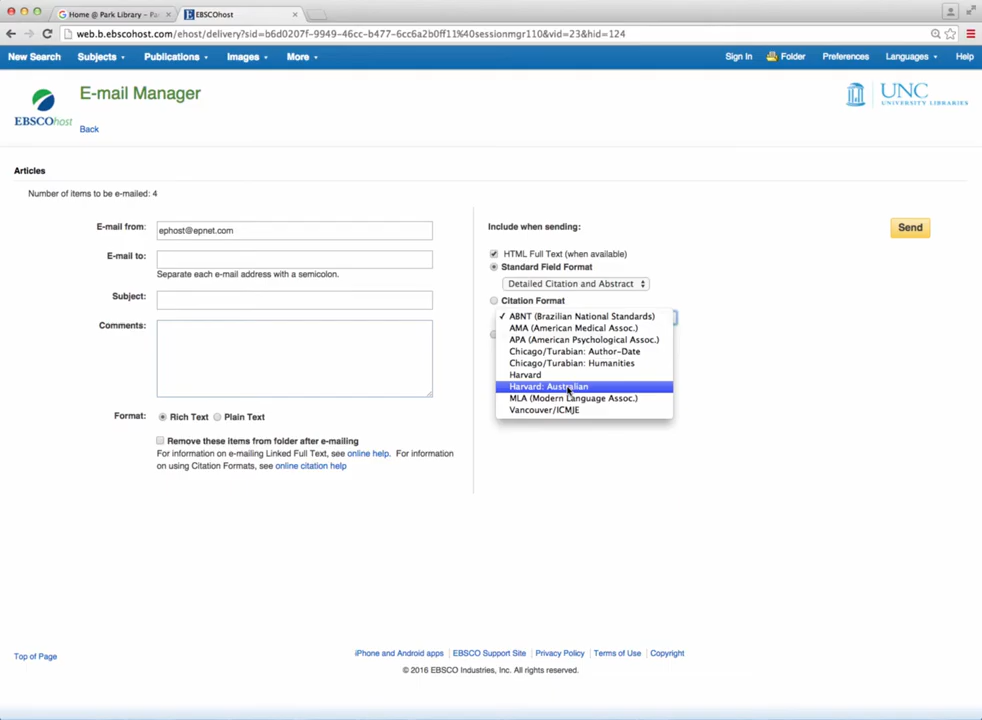 Home @ Park Library – Pa
EBSCOhost
web.b.ebscohost.com/ehost/delivery?sid=b6d0207f-9949-46cc-b477-6cc6a2b0ff11%40sessionmgr110&vid=23&hid=124
New Search Subjects Publications Images More Sign In Folder Preferences Languages Help
E-mail Manager
EBSCOhost
Back
UNC
UNIVERSITY LIBRARIES
Articles
Number of items to be e-mailed: 4
E-mail from: ephost@epnet.com
E-mail to:
Separate each e-mail address with a semicolon.
Subject:
Comments:
Format: Rich Text Plain Text
Remove these items from folder after e-mailing
For information on e-mailing Linked Full Text, see online help. For information
on using Citation Formats, see online citation help
Include when sending:
Send
HTML Full Text (when available)
Standard Field Format
Detailed Citation and Abstract
Citation Format
ABNT (Brazilian National Standards)
AMA (American Medical Assoc.)
APA (American Psychological Assoc.)
Chicago/Turabian: Author-Date
Chicago/Turabian: Humanities
Harvard
Harvard: Australian
MLA (Modern Language Assoc.)
Vancouver/ICMJE
Top of Page
iPhone and Android apps EBSCO Support Site Privacy Policy Terms of Use Copyright
© 2016 EBSCO Industries, Inc. All rights reserved.